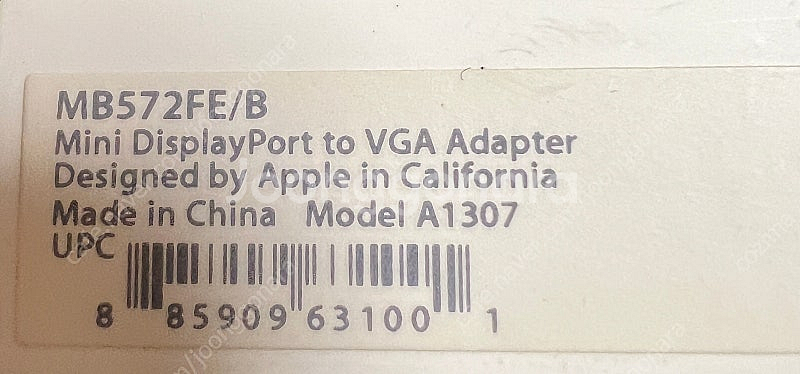 MB572FE/B
Mini DisplayPort to VGA Adapter
Designed by Apple in California
Made in China Model A1307
UPC
8 85909 63100 1